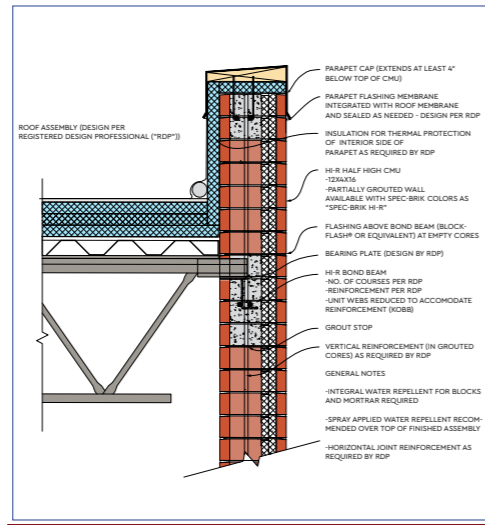 PARAPET CAP (EXTENDS AT LEAST 4"
BELOW TOP OF CMU)
PARAPET FLASHING MEMBRANE
INTEGRATED WITH ROOF MEMBRANE
AND SEALED AS NEEDED - DESIGN PER RDP
ROOF ASSEMBLY (DESIGN PER
REGISTERED DESIGN PROFESSIONAL ("RDP"))
INSULATION FOR THERMAL PROTECTION
OF INTERIOR SIDE OF
PARAPET AS REQUIRED BY RDP
HI-R HALF HIGH CMU
-12X4X16
-PARTIALLY GROUTED WALL
AVAILABLE WITH SPEC-BRIK COLORS AS
"SPEC-BRIK HI-R"
FLASHING ABOVE BOND BEAM (BLOCK-
FLASH® OR EQUIVALENT) AT EMPTY CORES
BEARING PLATE (DESIGN BY RDP)
HI-R BOND BEAM
-NO. OF COURSES PER RDP
-REINFORCEMENT PER RDP
-UNIT WEBS REDUCED TO ACCOMODATE
REINFORCEMENT (KOBB)
GROUT STOP
VERTICAL REINFORCEMENT (IN GROUTED
CORES) AS REQUIRED BY RDP
GENERAL NOTES
-INTEGRAL WATER REPELLENT FOR BLOCKS
AND MORTRAR REQUIRED
-SPRAY APPLIED WATER REPELLENT RECOM-
MENDED OVER TOP OF FINISHED ASSEMBLY
-HORIZONTAL JOINT REINFORCEMENT AS
REQUIRED BY RDP